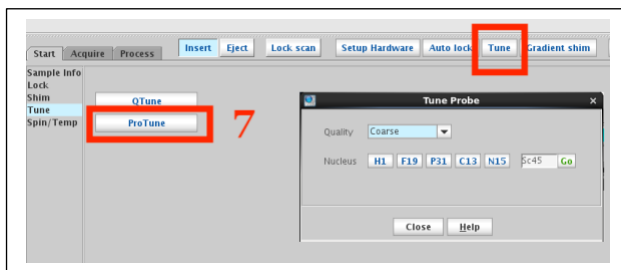 Start Acquire Process Insert Eject Lock scan Setup Hardware Auto lock Tune Gradient shim
Sample Info
Lock
Shim
Tune
Spin/Temp
QTune
ProTune
7
Tune Probe ×
Quality Coarse
Nucleus H1 F19 P31 C13 N15 Sc45 Go
Close Help